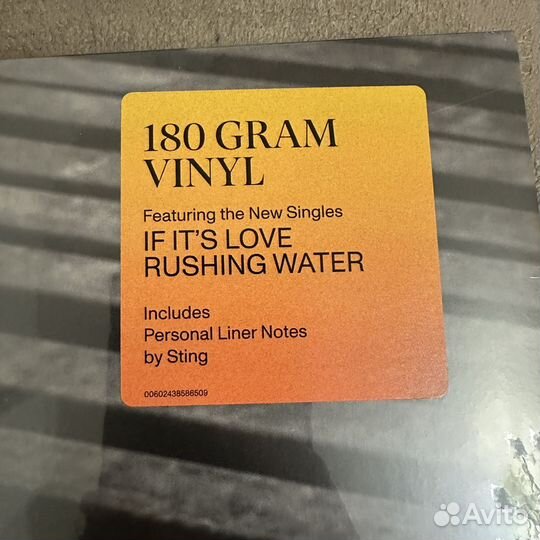 180 GRAM
VINYL
Featuring the New Singles
IF IT'S LOVE
RUSHING WATER
Includes
Personal Liner Notes
by Sting
00602438586509
Avito